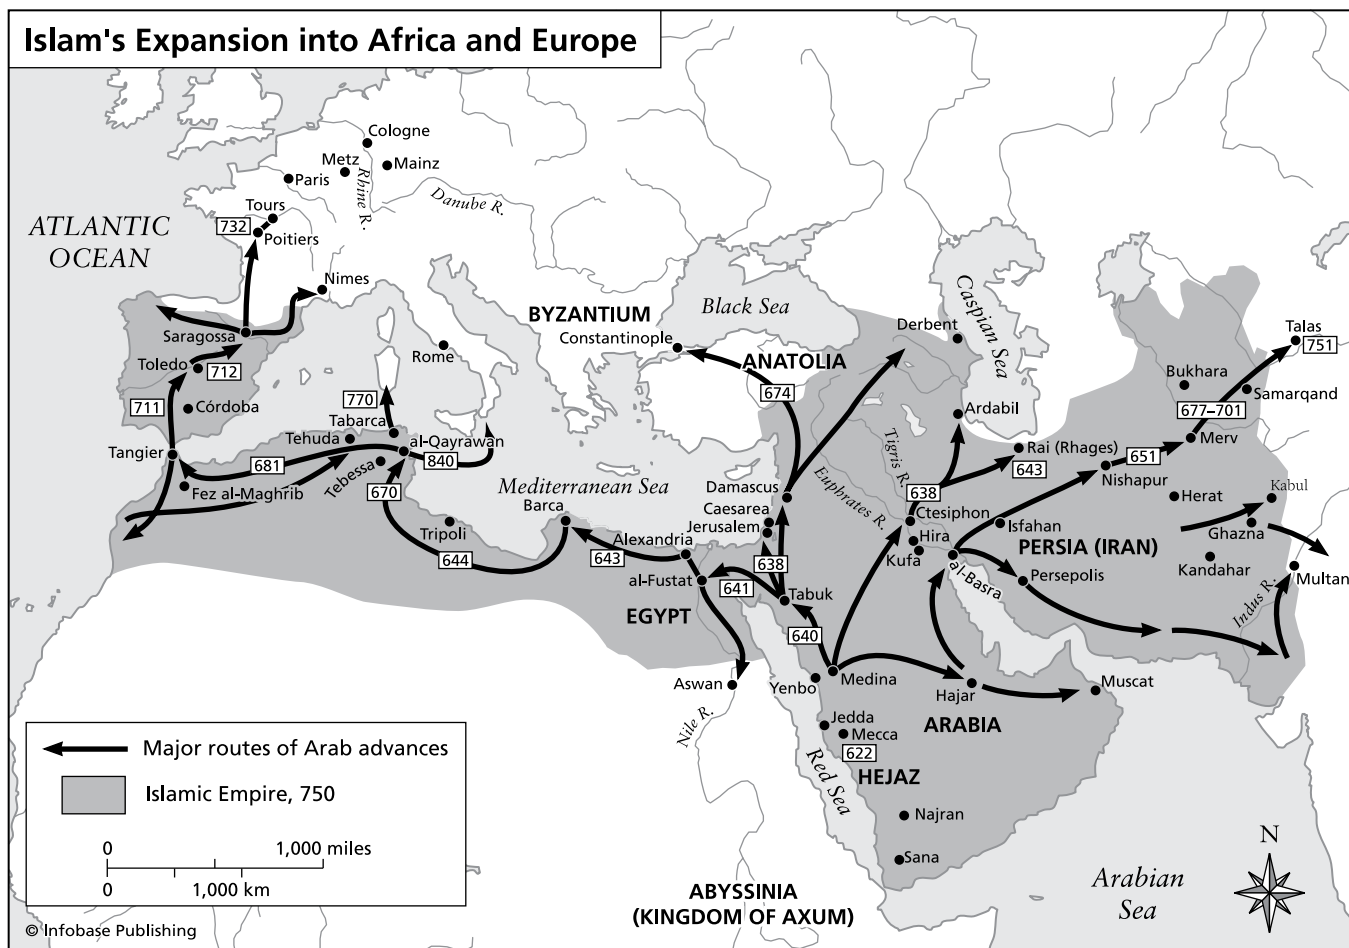 Islam's Expansion into Africa and Europe
Cologne
Metz
Mainz
Paris
Rhine R.
Danube R.
Tours
732
Poitiers
ATLANTIC
OCEAN
Nimes
BYZANTIUM
Black Sea
Caspian Sea
Constantinople
Derbent
Saragossa
Rome
ANATOLIA
Talas
751
Toledo
712
Bukhara
674
Samarqand
711
Córdoba
770
Tabarca
Ardabil
677–701
Tehuda
al-Qayrawan
Tangier
681
Tebessa
840
Tigris R.
Rai (Rhages)
643
Merv
651
Nishapur
Fez al-Maghrib
670
Mediterranean Sea
Barca
Damascus
Caesarea
Jerusalem
Euphrates R.
638
Ctesiphon
Herat
Kabul
Tripoli
644
643
Alexandria
Hira
Kufa
Isfahan
PERSIA (IRAN)
Ghazna
al-Fustat
641
638
Tabuk
al-Basra
Persepolis
Kandahar
Multan
Indus R.
EGYPT
640
Aswan
Yenbo
Medina
Hajar
Muscat
Nile R.
Jedda
Mecca
622
ARABIA
HEJAZ
Red Sea
Najran
Sana
ABYSSINIA
(KINGDOM OF AXUM)
Arabian
Sea
N
Major routes of Arab advances
Islamic Empire, 750
0 1,000 miles
0 1,000 km
© Infobase Publishing